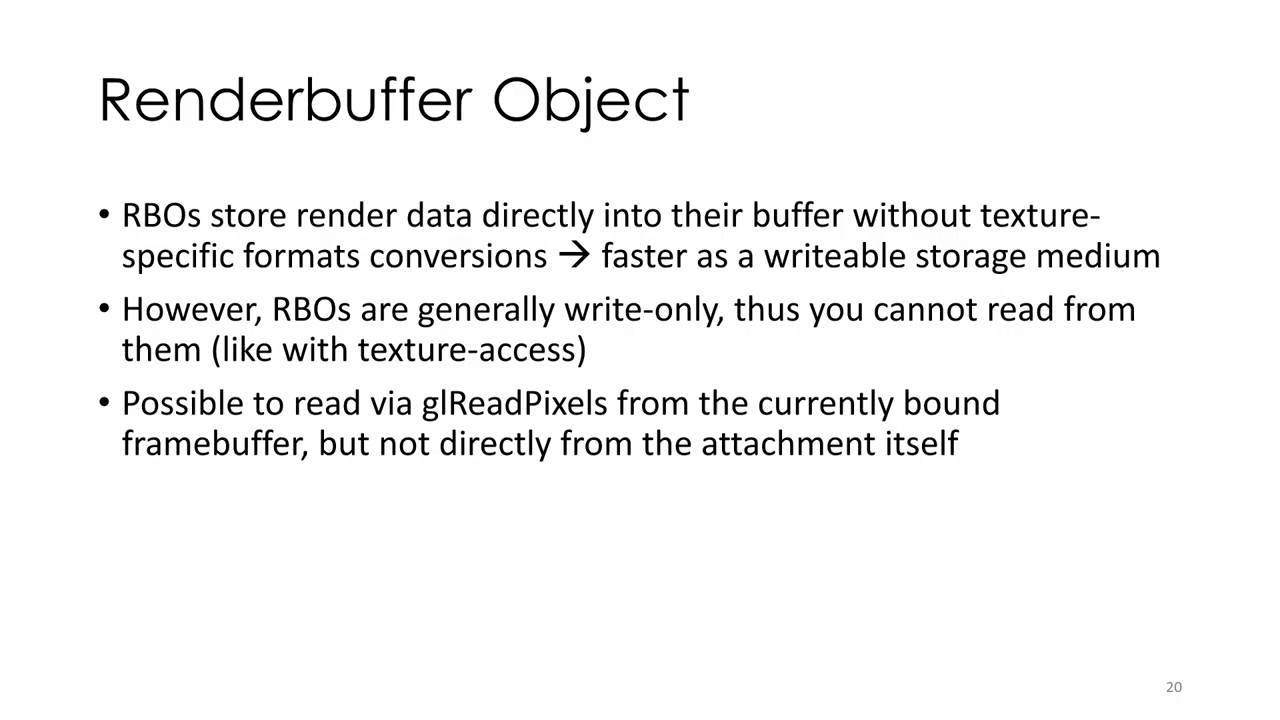 Renderbuffer Object
• RBOs store render data directly into their buffer without texture-
specific formats conversions → faster as a writeable storage medium
• However, RBOs are generally write-only, thus you cannot read from
them (like with texture-access)
• Possible to read via glReadPixels from the currently bound
framebuffer, but not directly from the attachment itself
20